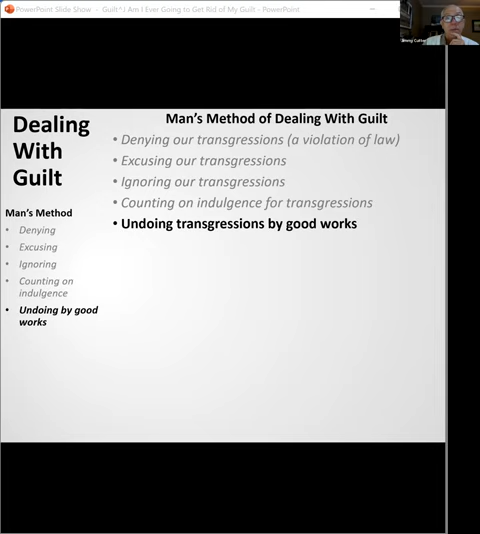 PowerPoint Slide Show - Guilt^J Am I Ever Going to Get Rid of My Guilt - PowerPoint
Dealing
With
Guilt
Man's Method
• Denying
• Excusing
• Ignoring
• Counting on
indulgence
• Undoing by good
works
Man's Method of Dealing With Guilt
• Denying our transgressions (a violation of law)
• Excusing our transgressions
• Ignoring our transgressions
• Counting on indulgence for transgressions
• Undoing transgressions by good works